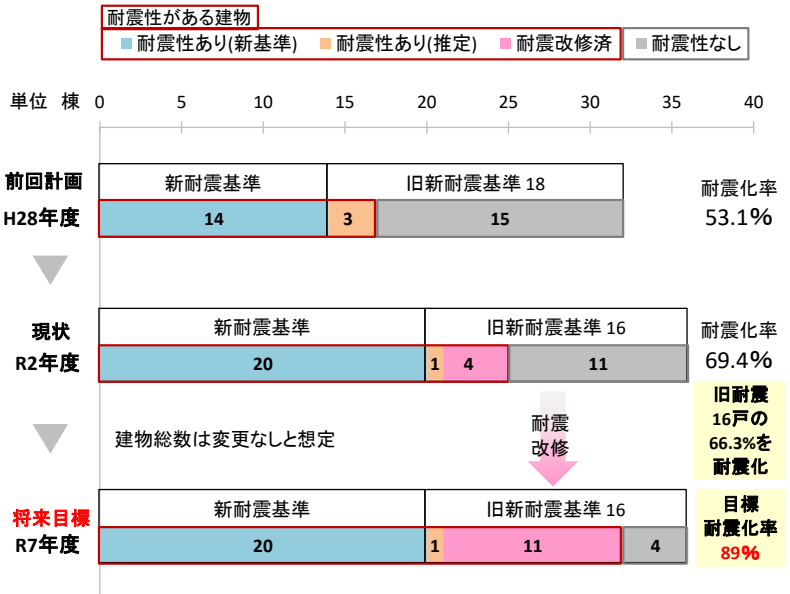 耐震性がある建物
耐震性あり(新基準) 耐震性あり(推定) 耐震改修済 耐震性なし
単位 棟 0 5 10 15 20 25 30 35 40
前回計画
H28年度
新耐震基準 旧新耐震基準 18
14 3 15
耐震化率
53.1%
現状
R2年度
新耐震基準 旧新耐震基準 16
20 1 4 11
耐震化率
69.4%
建物総数は変更なしと想定
耐震
改修
旧耐震
16戸の
66.3%を
耐震化
将来目標
R7年度
新耐震基準 旧新耐震基準 16
20 1 11 4
目標
耐震化率
89%